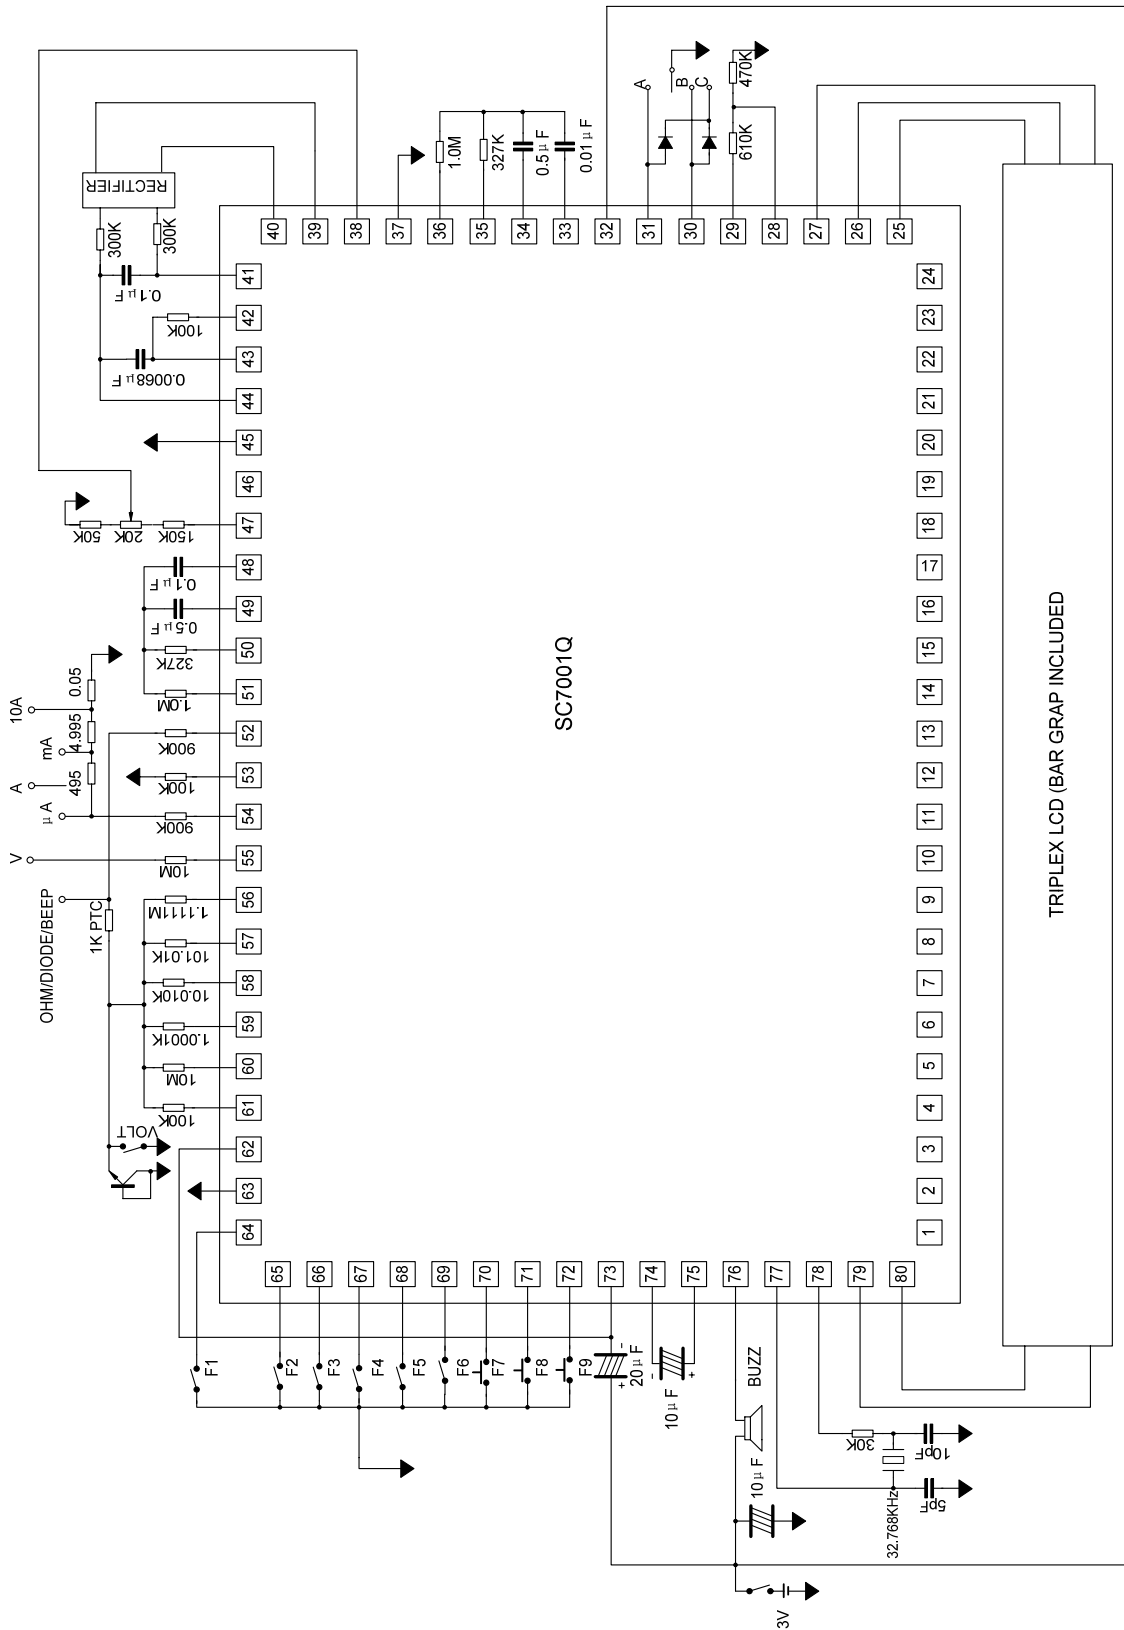 RECTIFIER
300K
300K
0.1μF
100K
0.0068μF
50K
20K
150K
0.1μF
0.5μF
327K
1.0M
10A
0.05
4.995
mA
495
A
μA
900K
100K
900K
V
10M
OHM/DIODE/BEEP
1K PTC
1.1111M
101.01K
10.010K
1.0001K
10M
100K
VOLT
1.0M
327K
0.5μF
0.01μF
A
B
C
470K
610K
40
39
38
37
36
35
34
33
32
31
30
29
28
27
26
25
41
42
43
44
45
46
47
48
49
50
51
52
53
54
55
56
57
58
59
60
61
62
63
64
SC7001Q
24
23
22
21
20
19
18
17
16
15
14
13
12
11
10
9
8
7
6
5
4
3
2
1
65
66
67
68
69
70
71
72
73
74
75
76
77
78
79
80
TRIPLEX LCD (BAR GRAP INCLUDED
F1
F2
F3
F4
F5
F6
F7
F8
F9
+
-
20μF
-
+
10μF
BUZZ
10μF
30K
10pF
5pF
32.768KHz
3V